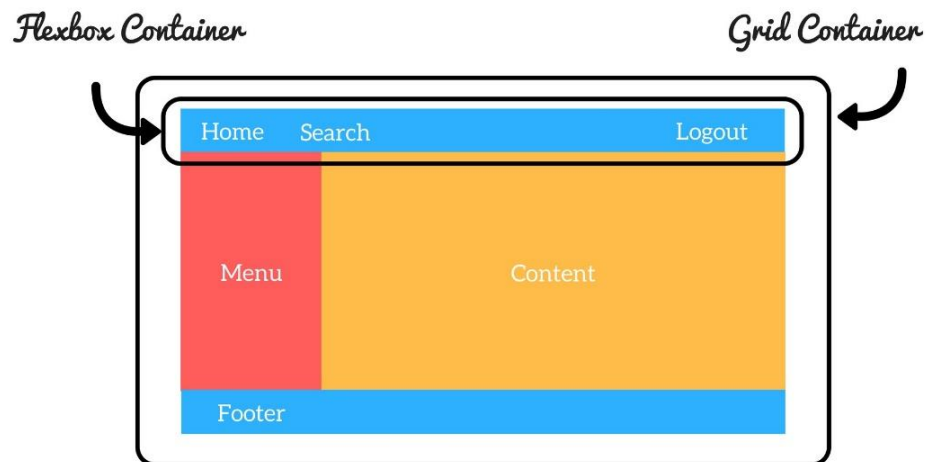 Flexbox Container
Grid Container
Home Search Logout
Menu
Content
Footer